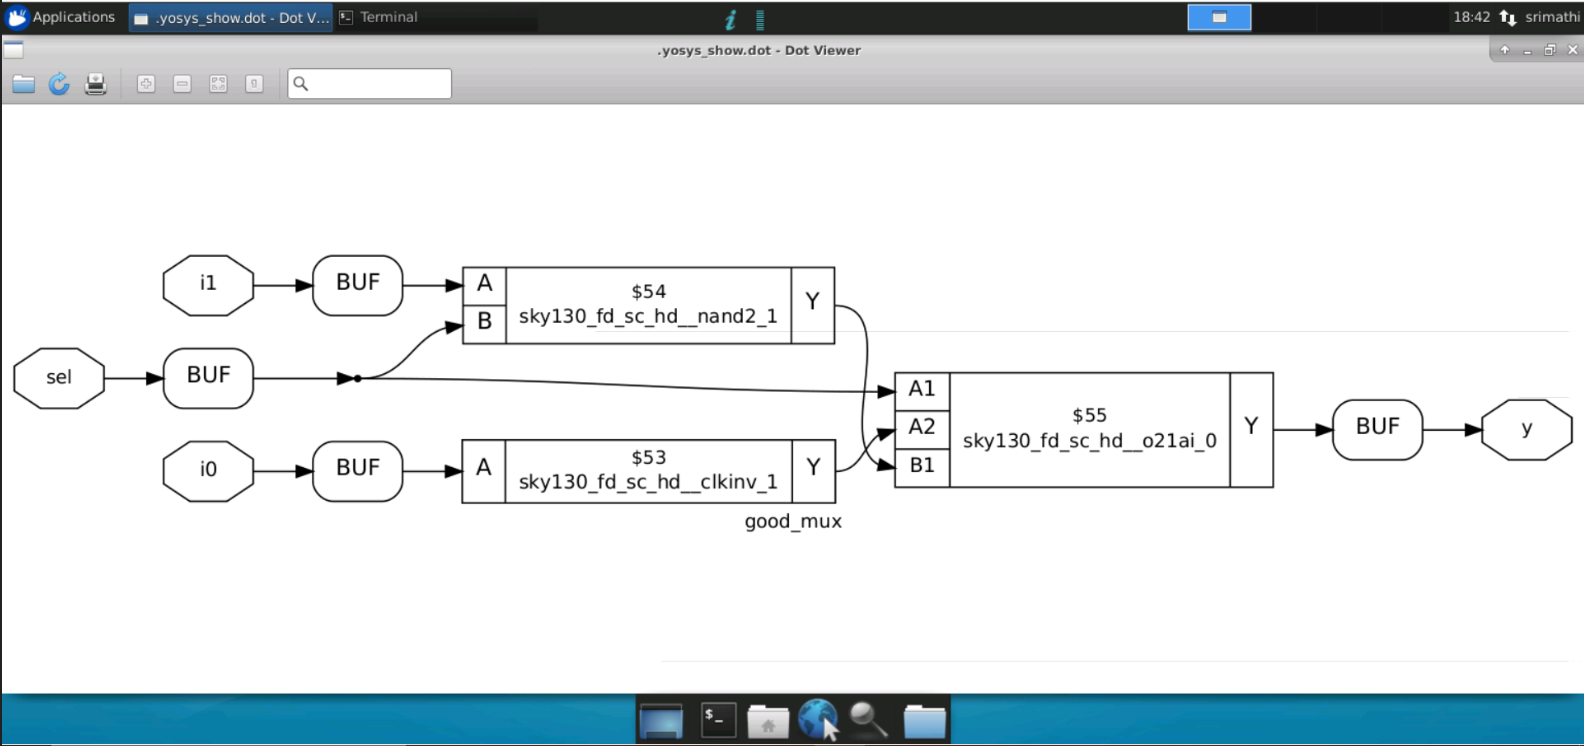 Applications
.yosys_show.dot - Dot V...
Terminal
18:42
srimathi
.yosys_show.dot - Dot Viewer
i1
BUF
A
B
$54
sky130_fd_sc_hd__nand2_1
Y
sel
BUF
A1
A2
B1
$55
sky130_fd_sc_hd__o21ai_0
Y
BUF
y
i0
BUF
A
$53
sky130_fd_sc_hd__clkinv_1
Y
good_mux
$_